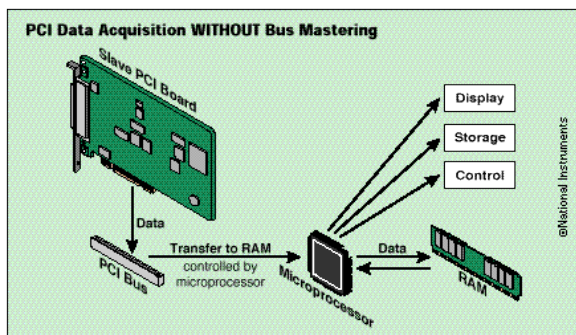 PCI Data Acquisition WITHOUT Bus Mastering
Slave PCI Board
Display
Storage
Control
©National Instruments
Data
Transfer to RAM
controlled by
microprocessor
PCI Bus
Microprocessor
Data
RAM